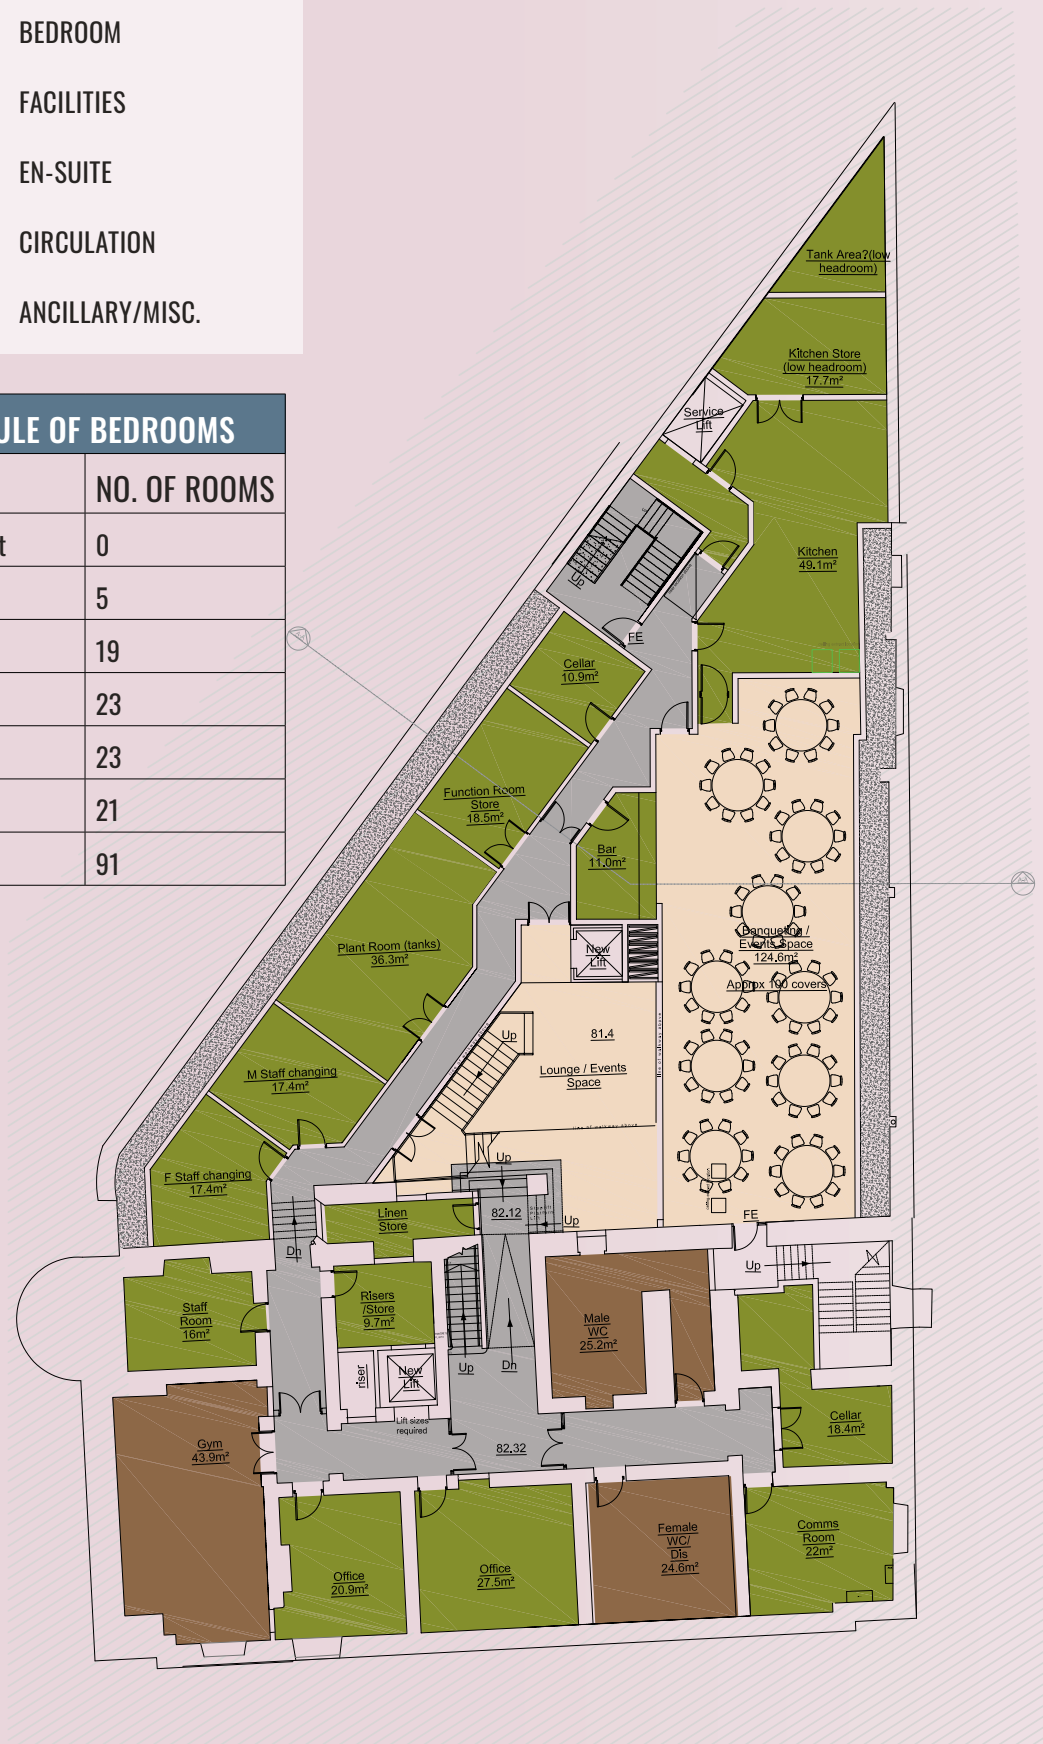 BEDROOM
FACILITIES
EN-SUITE
CIRCULATION
ANCILLARY/MISC.
ULE OF BEDROOMS
NO. OF ROOMS
t 0
5
19
23
23
21
91
Tank Area?(low
headroom)
Kitchen Store
(low headroom)
17.7m²
Service
Lift
Kitchen
49.1m²
Up
FE
Cellar
10.9m²
Function Room
Store
18.5m²
Bar
11.0m²
Plant Room (tanks)
36.3m²
New
Lift
Banqueting /
Events Space
124.6m²
Approx 100 covers
Up
81.4
Lounge / Events
Space
M Staff changing
17.4m²
F Staff changing
17.4m²
Up
82.12
Up
Linen
Store
FE
Up
Dn
Staff
Room
16m²
Risers
/Store
9.7m²
Male
WC
25.2m²
riser
New
Lift
Up
Dn
Lift sizes
required
82.32
Cellar
18.4m²
Gym
43.9m²
Office
20.9m²
Office
27.5m²
Female
WC/
Dis
24.6m²
Comms
Room
22m²